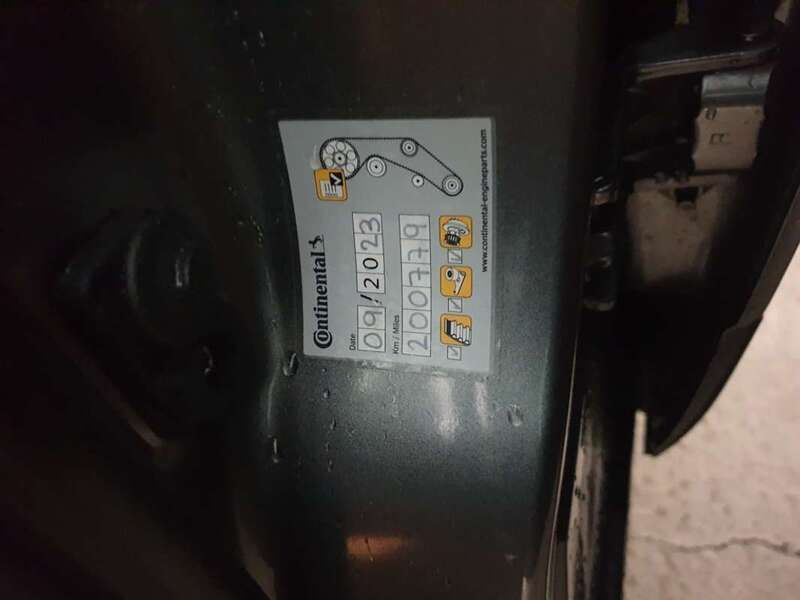 Continental
Date
09/2023
Km / Miles
200779
www.continental-engineparts.com